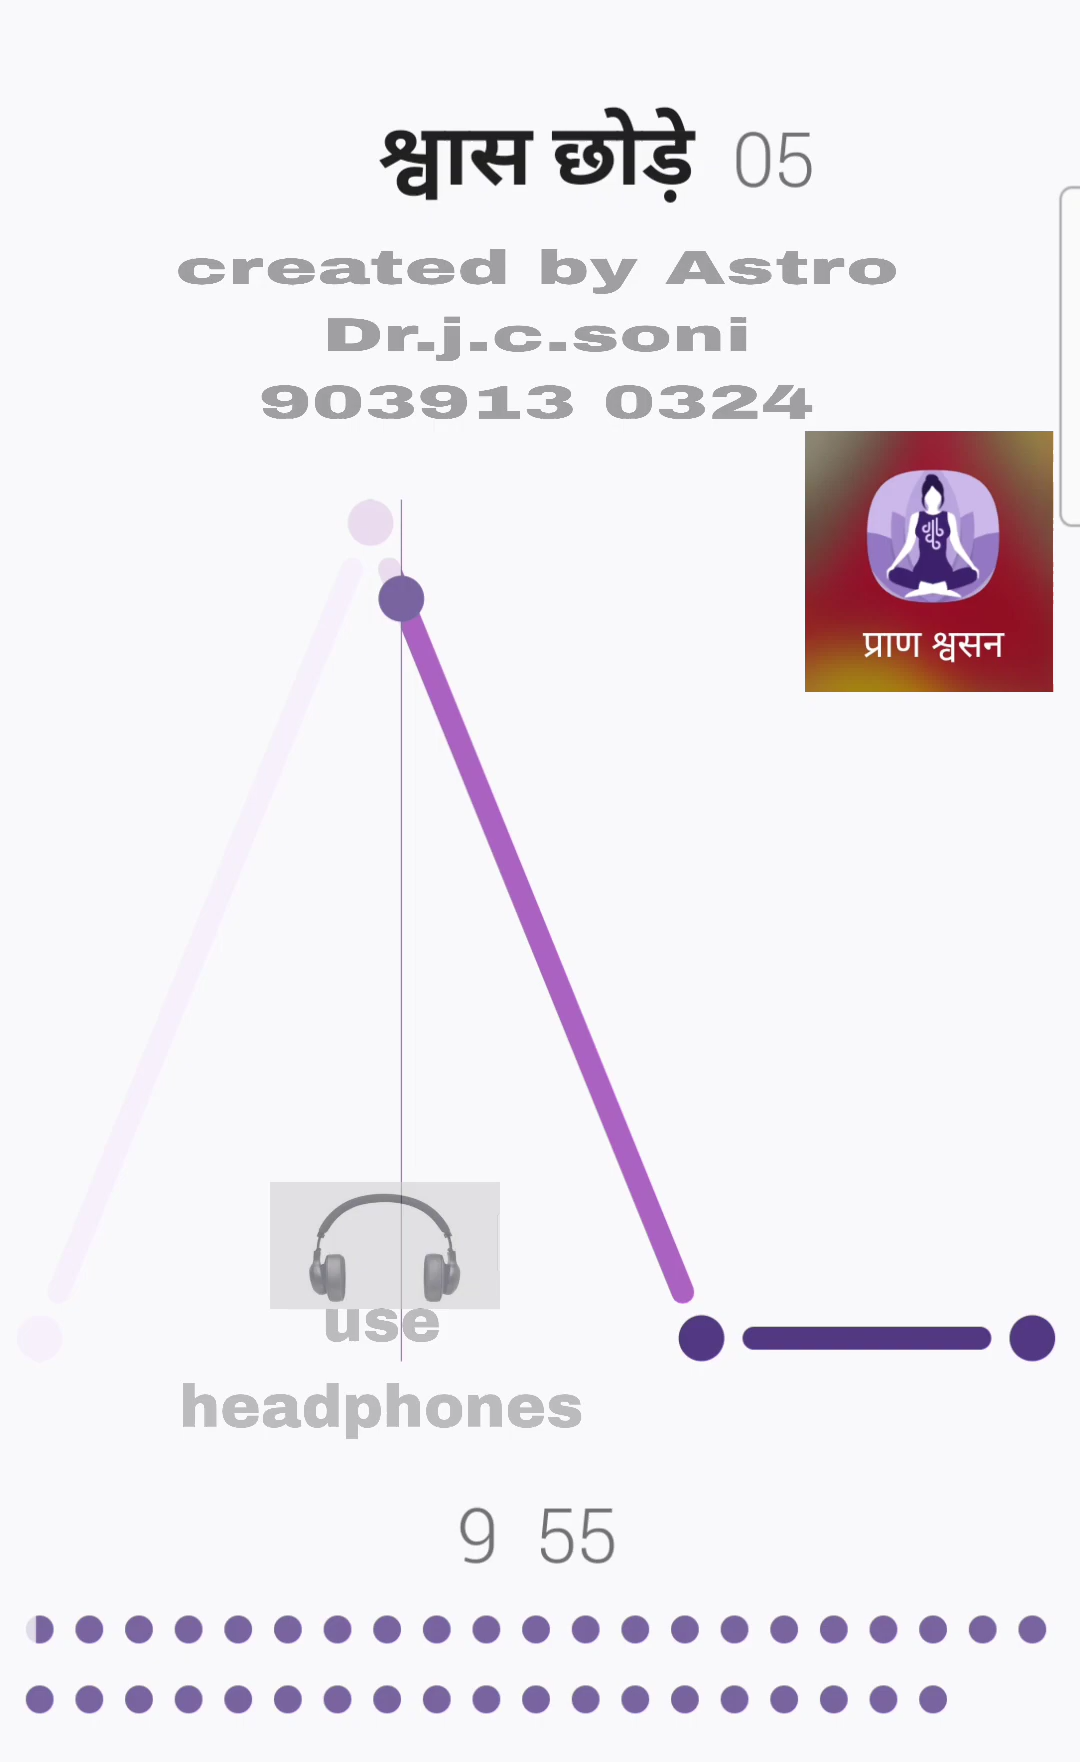 श्वास छोड़े 05
created by Astro
Dr.j.c.soni
903913 0324
प्राण श्वसन
use
headphones
9 55